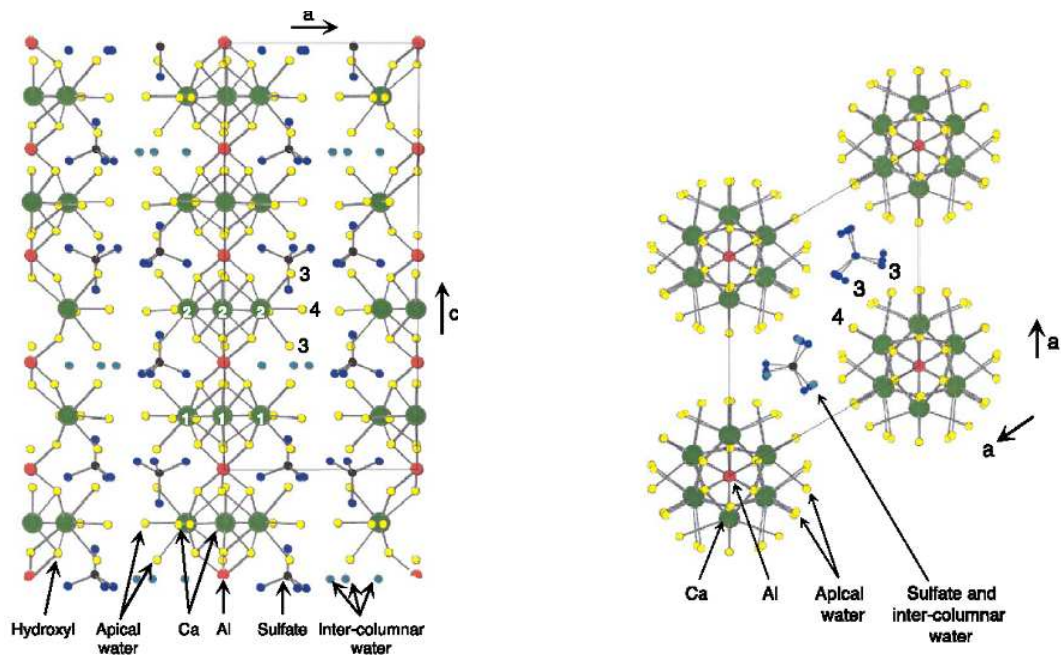 a
3
2 2 2 4
c
3
1 1 1
Hydroxyl
Apical
water
Ca
Al
Sulfate
Inter-columnar
water
3
3
4
a
a
Ca
Al
Apical
water
Sulfate and
inter-columnar
water